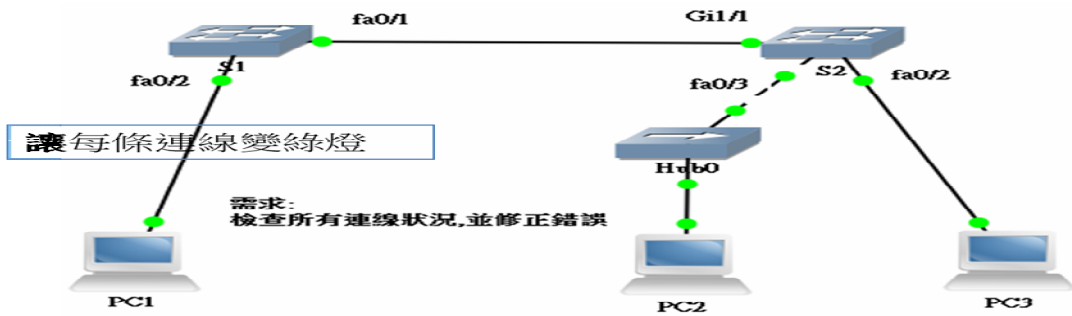 fa0/1
Gi1/1
S1
S2
fa0/2
fa0/3
fa0/2
讓每條連線變綠燈
Hub0
需求:
檢查所有連線狀況,並修正錯誤
PC1
PC2
PC3